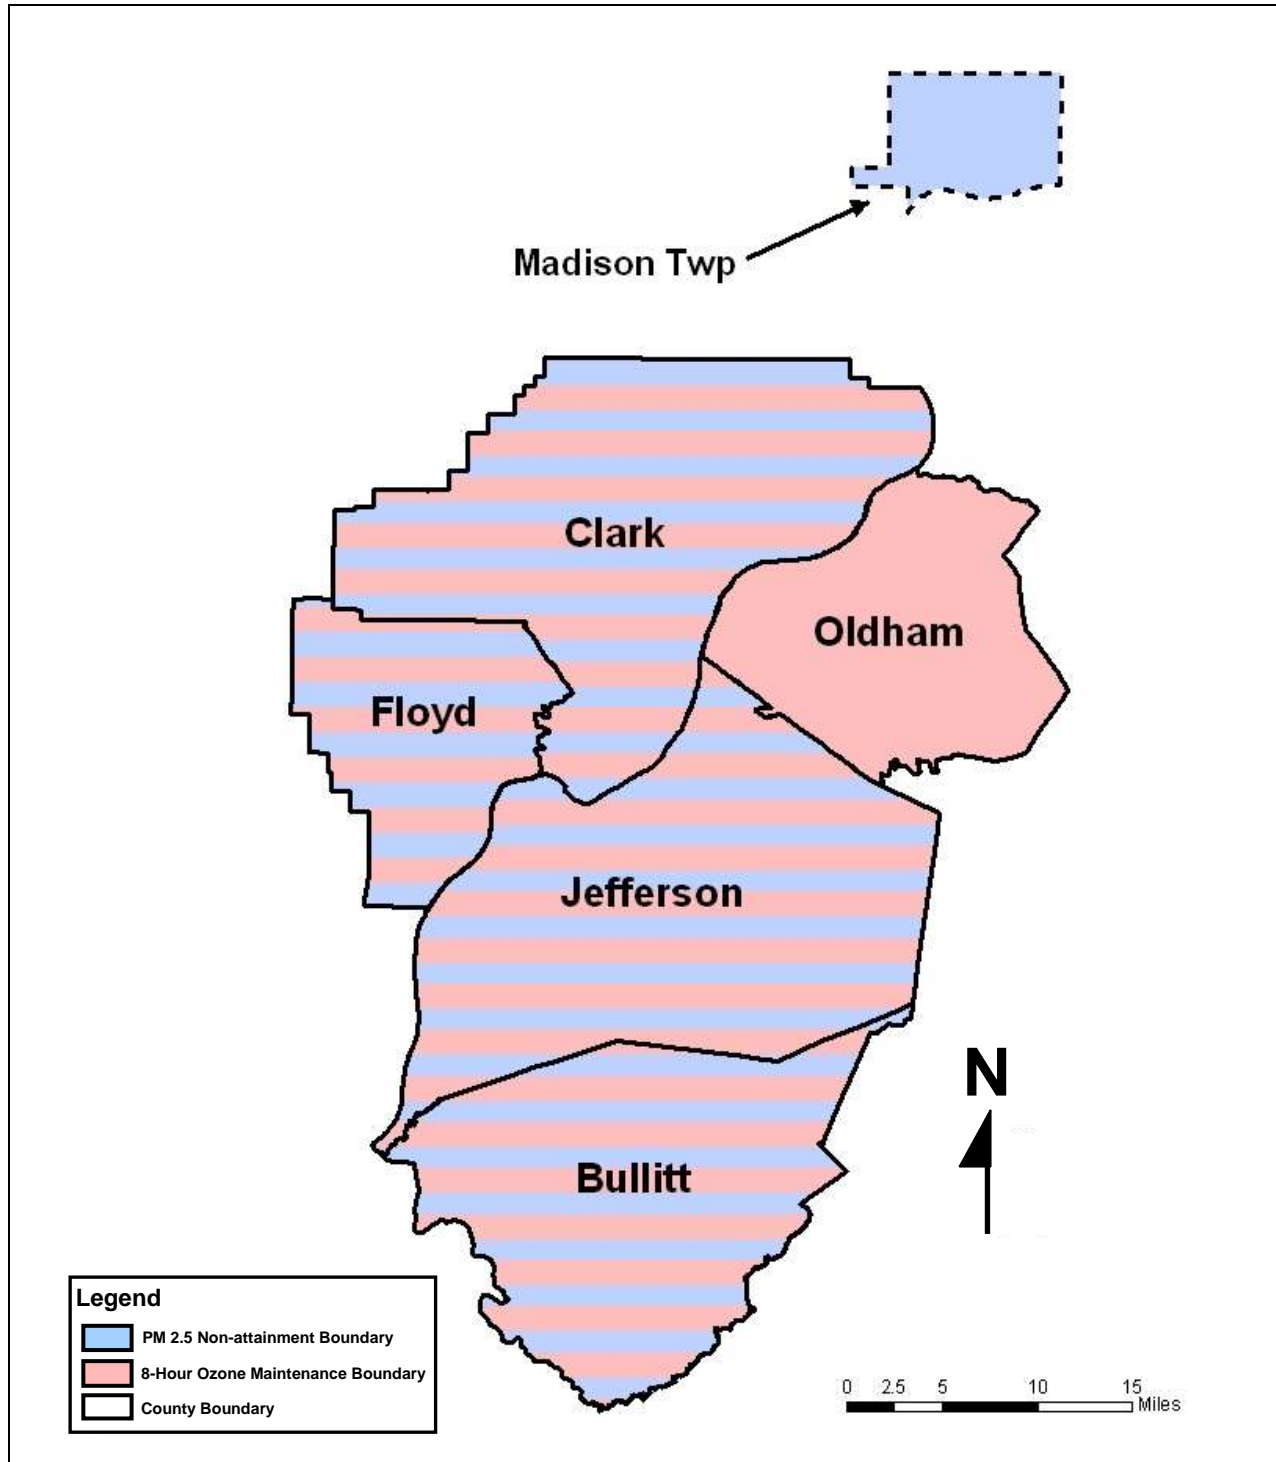 Madison Twp
Clark
Oldham
Floyd
Jefferson
N
Bullitt
Legend
PM 2.5 Non-attainment Boundary
8-Hour Ozone Maintenance Boundary
County Boundary
0 2.5 5 10 15
Miles